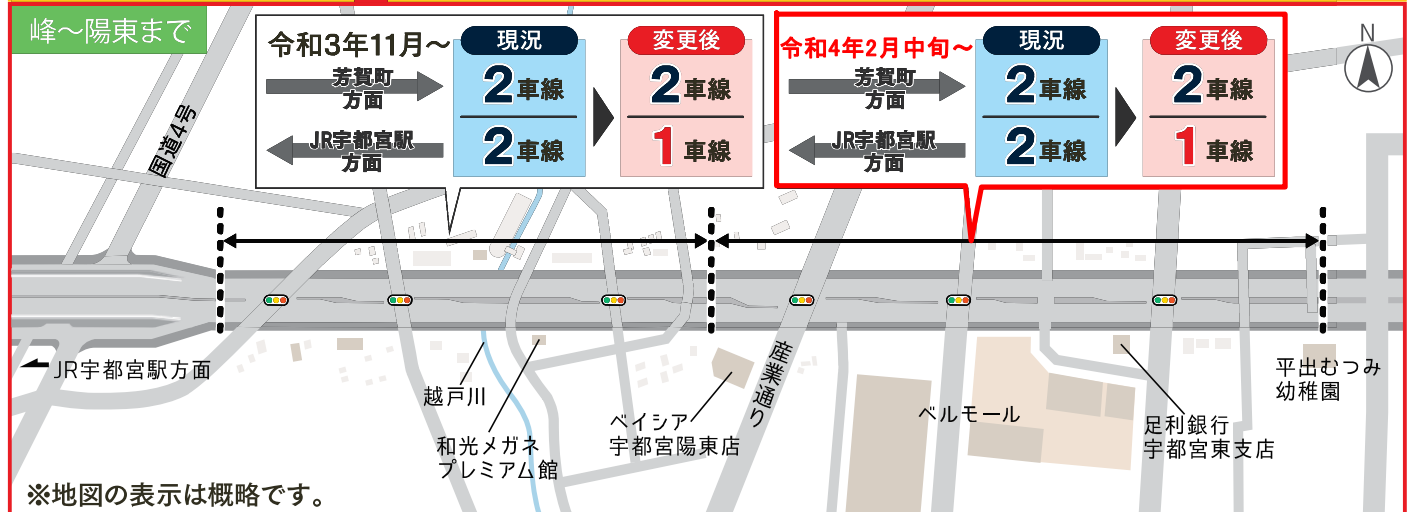 峰～陽東まで
令和3年11月～
芳賀町
方面
JR宇都宮駅
方面
現況
2車線
2車線
変更後
2車線
1車線
令和4年2月中旬～
芳賀町
方面
JR宇都宮駅
方面
現況
2車線
2車線
変更後
2車線
1車線
N
国道4号
JR宇都宮駅方面
越戸川
和光メガネ
プレミアム館
ベイシア
宇都宮陽東店
産業通り
ベルモール
足利銀行
宇都宮東支店
平出むつみ
幼稚園
※地図の表示は概略です。